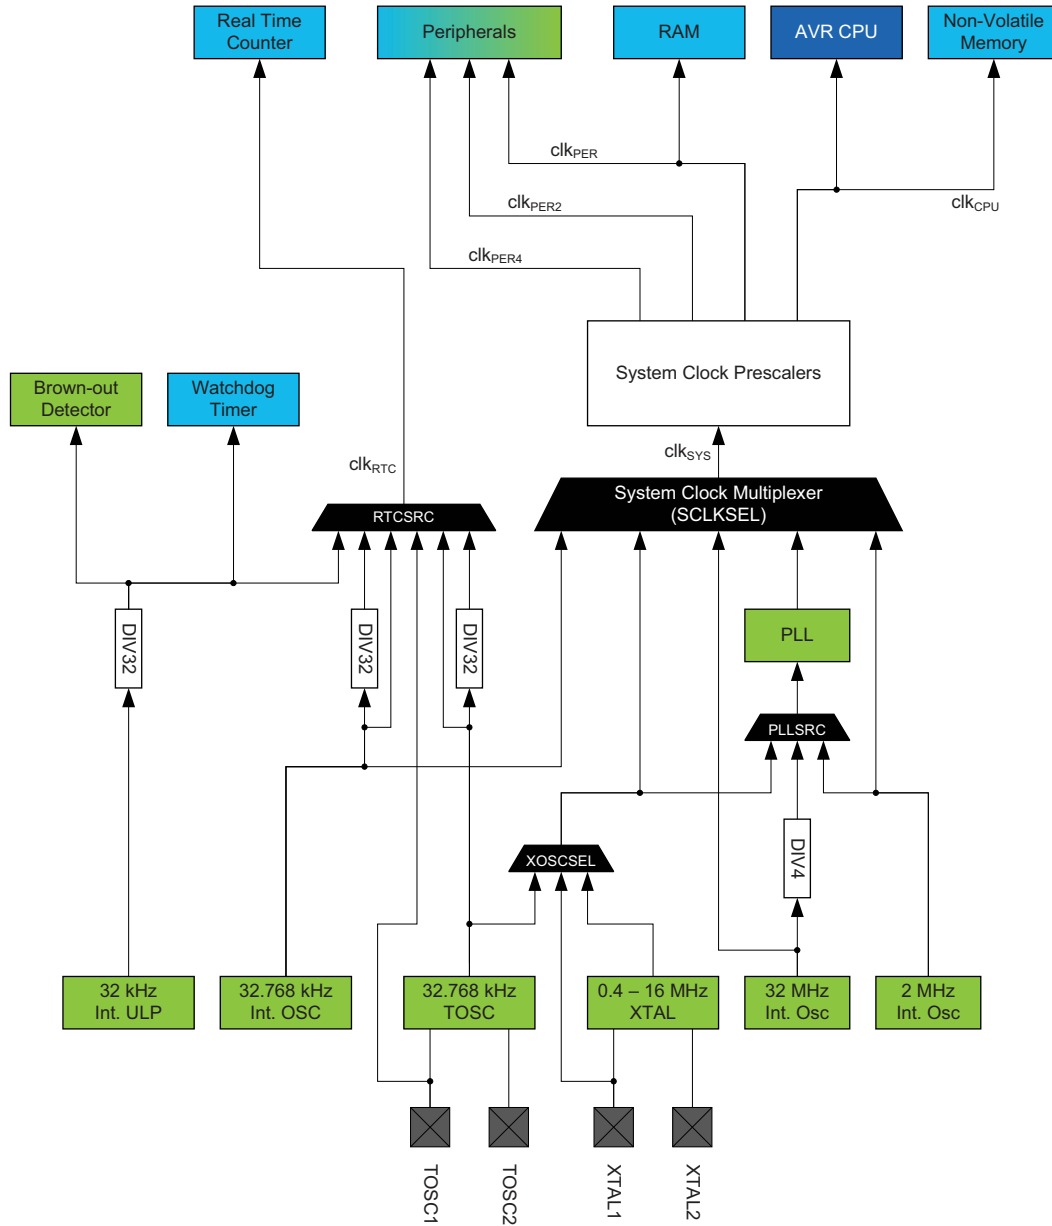 Real Time
Counter
Peripherals
RAM
AVR CPU
Non-Volatile
Memory
clkPER
clkPER2
clkCPU
clkPER4
System Clock Prescalers
Brown-out
Detector
Watchdog
Timer
clkSYS
clkRTC
System Clock Multiplexer
(SCLKSEL)
RTCSRC
DIV32
DIV32
DIV32
PLL
PLLSRC
DIV4
XOSCSEL
32 kHz
Int. ULP
32.768 kHz
Int. OSC
32.768 kHz
TOSC
0.4 – 16 MHz
XTAL
32 MHz
Int. Osc
2 MHz
Int. Osc
TOSC1
TOSC2
XTAL1
XTAL2